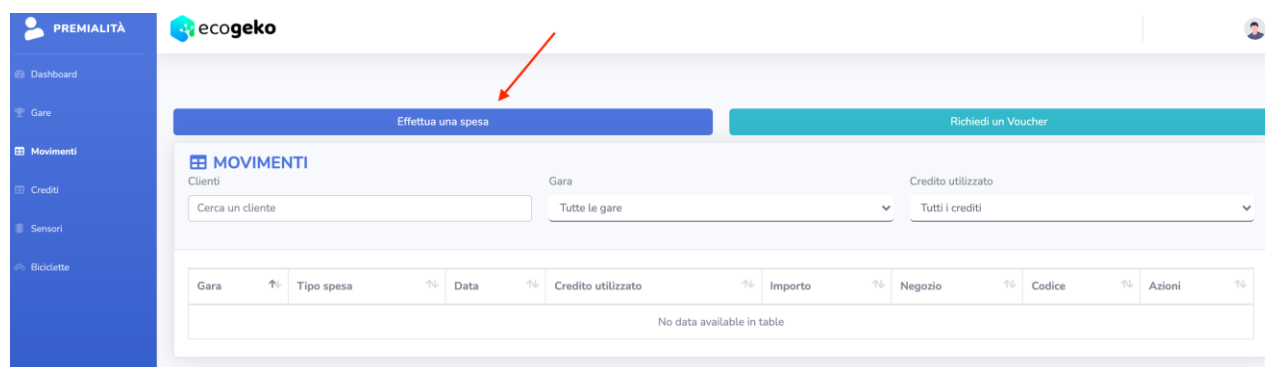 PREMIALITÀ
ecogeko
Dashboard
Gare
Movimenti
Crediti
Sensori
Biciclette
Effettua una spesa
Richiedi un Voucher
MOVIMENTI
Clienti
Gara
Credito utilizzato
Cerca un cliente
Tutte le gare
Tutti i crediti
Gara Tipo spesa Data Credito utilizzato Importo Negozio Codice Azioni
No data available in table